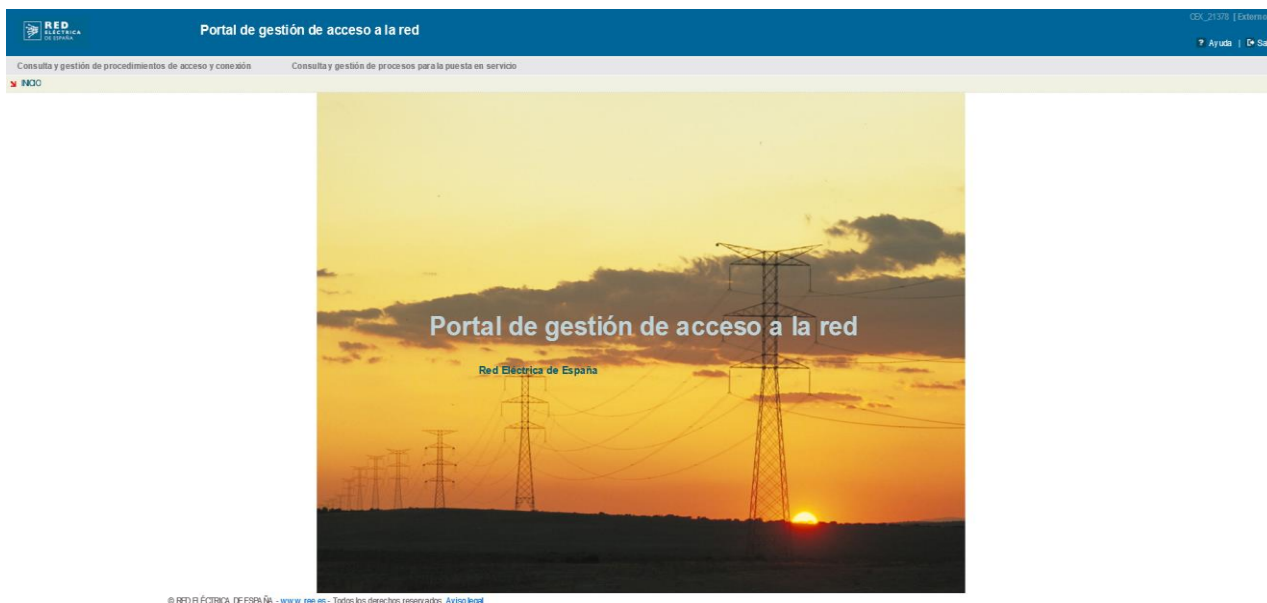 RED
ELÉCTRICA
DE ESPAÑA
Portal de gestión de acceso a la red
CEX_21378 [Externo
? Ayuda |
Sa
Consulta y gestión de procedimientos de acceso y conexión
Consulta y gestión de procesos para la puesta en servicio
INICIO
Portal de gestión de acceso a la red
Red Eléctrica de España
© RED ELÉCTRICA DE ESPAÑA - www.ree.es - Todos los derechos reservados Aviso legal